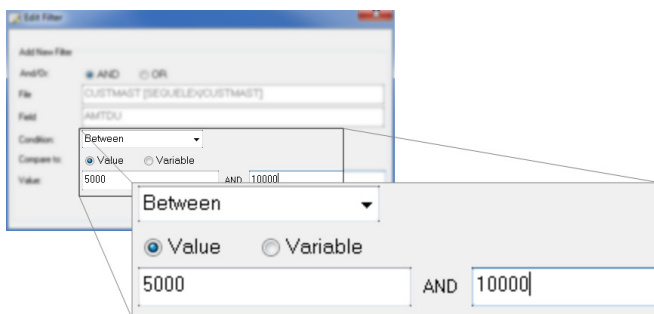 Edit Filter
Add New Filter
And/Or: AND OR
File CUSTMAST [SEQUELEX/CUSTMAST]
Field AMTDU
Condition: Between
Compare to: Value Variable
Value: 5000 AND 10000
Between
Value Variable
5000 AND 10000